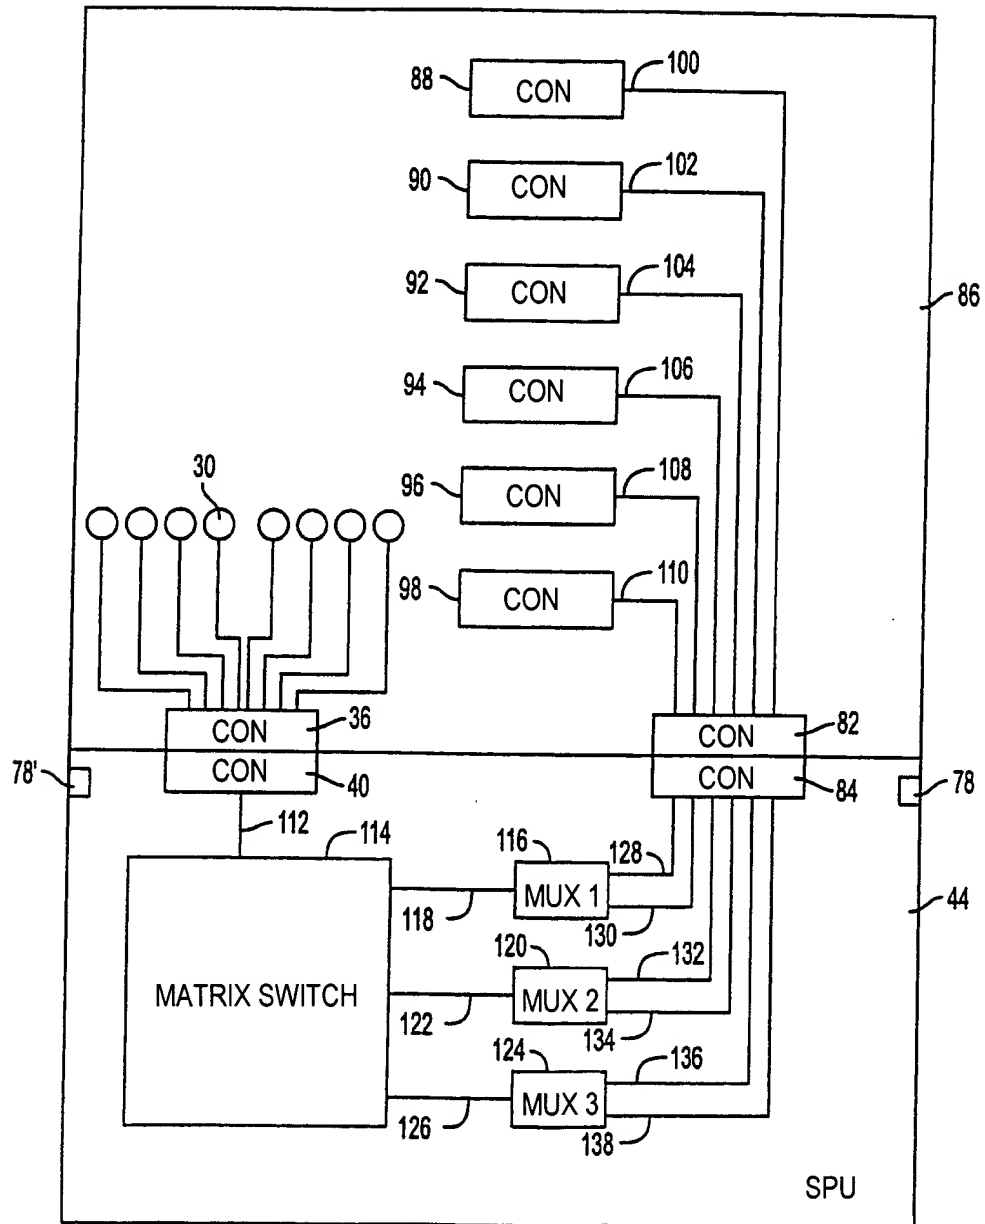 100
88
CON
102
90
CON
104
92
CON
86
106
94
CON
108
96
CON
30
110
98
CON
CON
36
CON
82
78'
CON
40
CON
84
78
112
114
116
128
118
MUX 1
130
44
120
132
MATRIX SWITCH
122
MUX 2
134
124
136
126
MUX 3
138
SPU